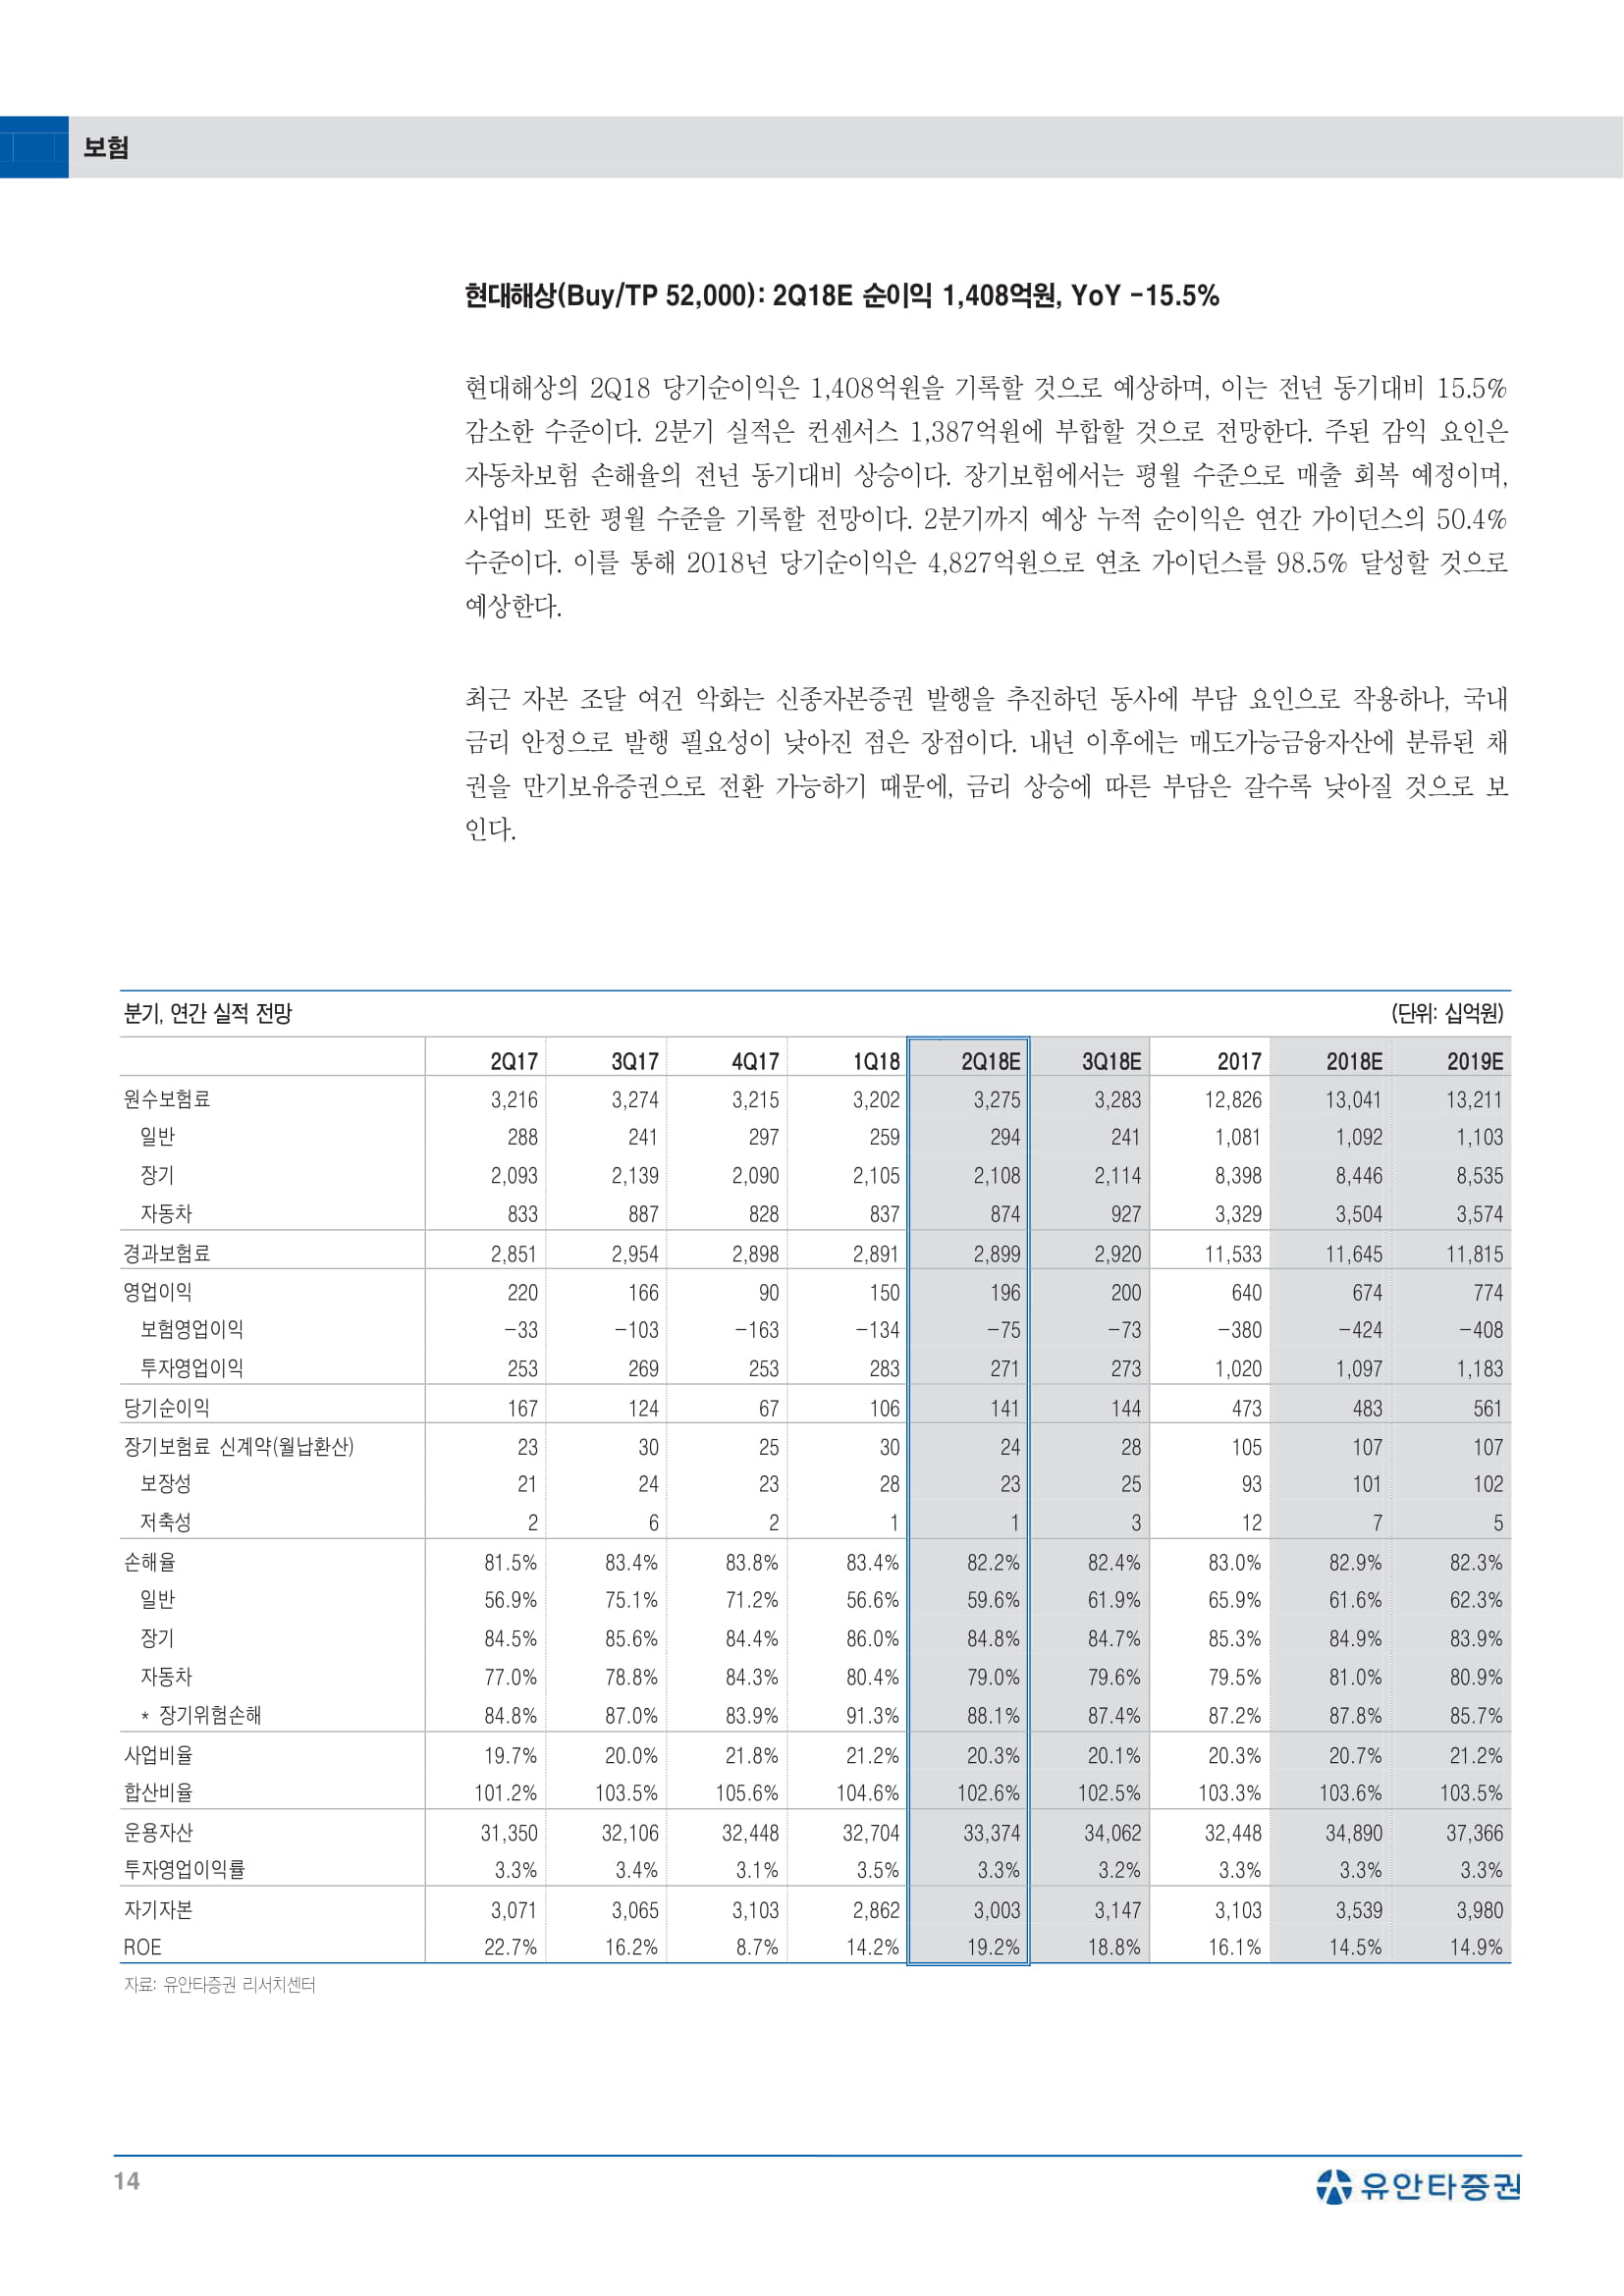 보험
현대해상(Buy/TP 52,000): 2Q18E 순이익 1,408억원, YoY -15.5%
현대해상의 2Q18 당기순이익은 1,408억원을 기록할 것으로 예상하며, 이는 전년 동기대비 15.5%
감소한 수준이다. 2분기 실적은 컨센서스 1,387억원에 부합할 것으로 전망한다. 주된 감익 요인은
자동차보험 손해율의 전년 동기대비 상승이다. 장기보험에서는 평월 수준으로 매출 회복 예정이며,
사업비 또한 평월 수준을 기록할 전망이다. 2분기까지 예상 누적 순이익은 연간 가이던스의 50.4%
수준이다. 이를 통해 2018년 당기순이익은 4,827억원으로 연초 가이던스를 98.5% 달성할 것으로
예상한다.
최근 자본 조달 여건 악화는 신종자본증권 발행을 추진하던 동사에 부담 요인으로 작용하나, 국내
금리 안정으로 발행 필요성이 낮아진 점은 장점이다. 내년 이후에는 매도가능금융자산에 분류된 채
권을 만기보유증권으로 전환 가능하기 때문에, 금리 상승에 따른 부담은 갈수록 낮아질 것으로 보
인다.
분기, 연간 실적 전망 (단위: 십억원)
2Q17 3Q17 4Q17 1Q18 2Q18E 3Q18E 2017 2018E 2019E
원수보험료 3,216 3,274 3,215 3,202 3,275 3,283 12,826 13,041 13,211
일반 288 241 297 259 294 241 1,081 1,092 1,103
장기 2,093 2,139 2,090 2,105 2,108 2,114 8,398 8,446 8,535
자동차 833 887 828 837 874 927 3,329 3,504 3,574
경과보험료 2,851 2,954 2,898 2,891 2,899 2,920 11,533 11,645 11,815
영업이익 220 166 90 150 196 200 640 674 774
보험영업이익 -33 -103 -163 -134 -75 -73 -380 -424 -408
투자영업이익 253 269 253 283 271 273 1,020 1,097 1,183
당기순이익 167 124 67 106 141 144 473 483 561
장기보험료 신계약(월납환산) 23 30 25 30 24 28 105 107 107
보장성 21 24 23 28 23 25 93 101 102
저축성 2 6 2 1 1 3 12 7 5
손해율 81.5% 83.4% 83.8% 83.4% 82.2% 82.4% 83.0% 82.9% 82.3%
일반 56.9% 75.1% 71.2% 56.6% 59.6% 61.9% 65.9% 61.6% 62.3%
장기 84.5% 85.6% 84.4% 86.0% 84.8% 84.7% 85.3% 84.9% 83.9%
자동차 77.0% 78.8% 84.3% 80.4% 79.0% 79.6% 79.5% 81.0% 80.9%
* 장기위험손해 84.8% 87.0% 83.9% 91.3% 88.1% 87.4% 87.2% 87.8% 85.7%
사업비율 19.7% 20.0% 21.8% 21.2% 20.3% 20.1% 20.3% 20.7% 21.2%
합산비율 101.2% 103.5% 105.6% 104.6% 102.6% 102.5% 103.3% 103.6% 103.5%
운용자산 31,350 32,106 32,448 32,704 33,374 34,062 32,448 34,890 37,366
투자영업이익률 3.3% 3.4% 3.1% 3.5% 3.3% 3.2% 3.3% 3.3% 3.3%
자기자본 3,071 3,065 3,103 2,862 3,003 3,147 3,103 3,539 3,980
ROE 22.7% 16.2% 8.7% 14.2% 19.2% 18.8% 16.1% 14.5% 14.9%
자료: 유안타증권 리서치센터
14
유안타증권